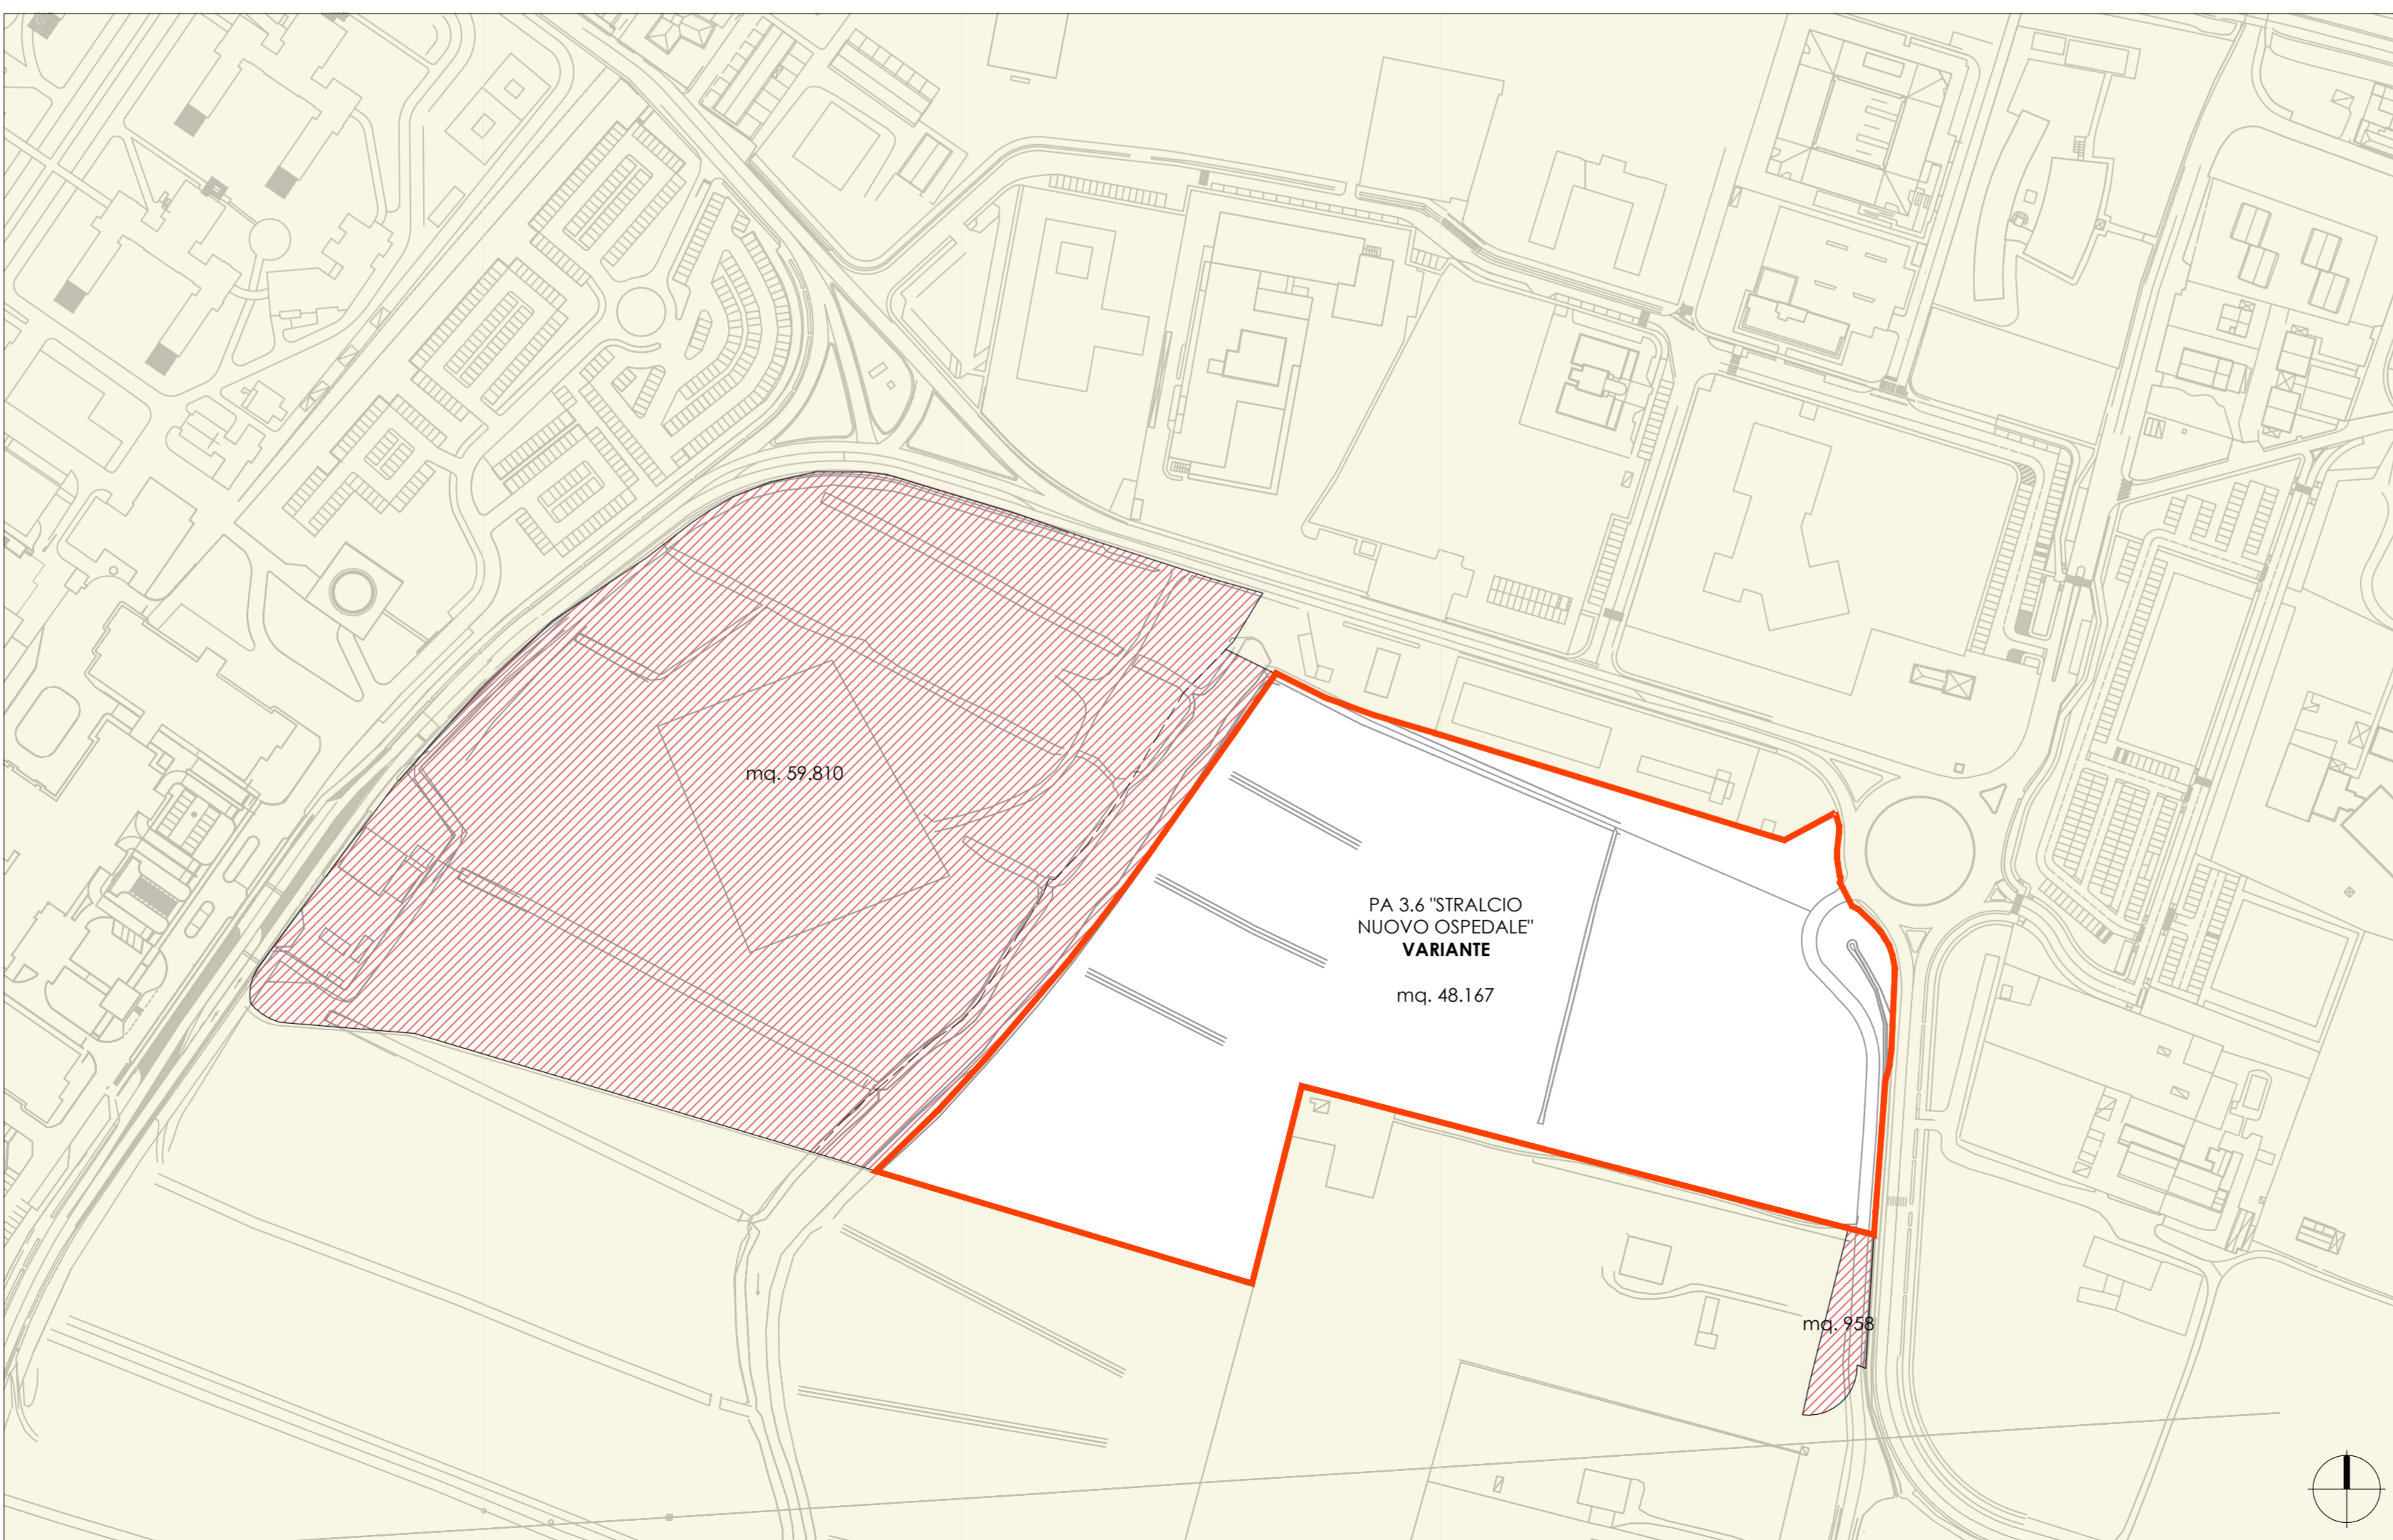 mq. 59.810
PA 3.6 "STRALCIO
NUOVO OSPEDALE"
VARIANTE
mq. 48.167
mq. 958